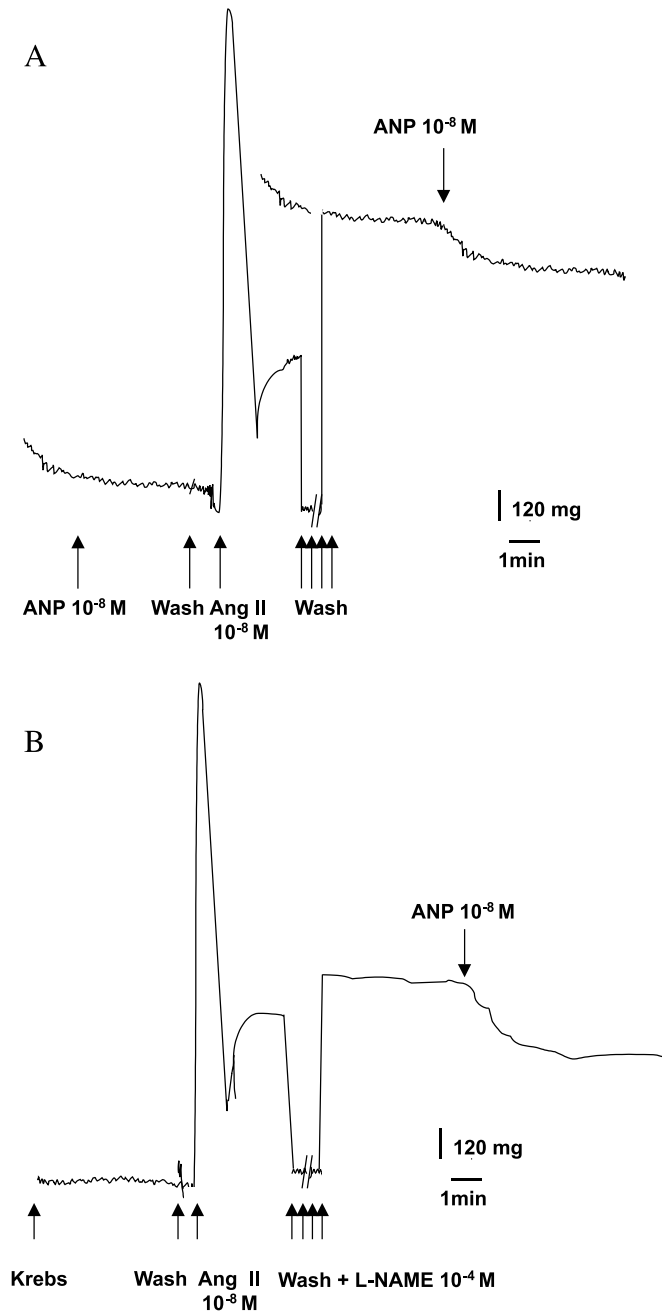 A
ANP 10⁻⁸ M
120 mg
1min
ANP 10⁻⁸ M Wash Ang II Wash
10⁻⁸ M
B
ANP 10⁻⁸ M
120 mg
1min
Krebs Wash Ang II Wash + L-NAME 10⁻⁴ M
10⁻⁸ M